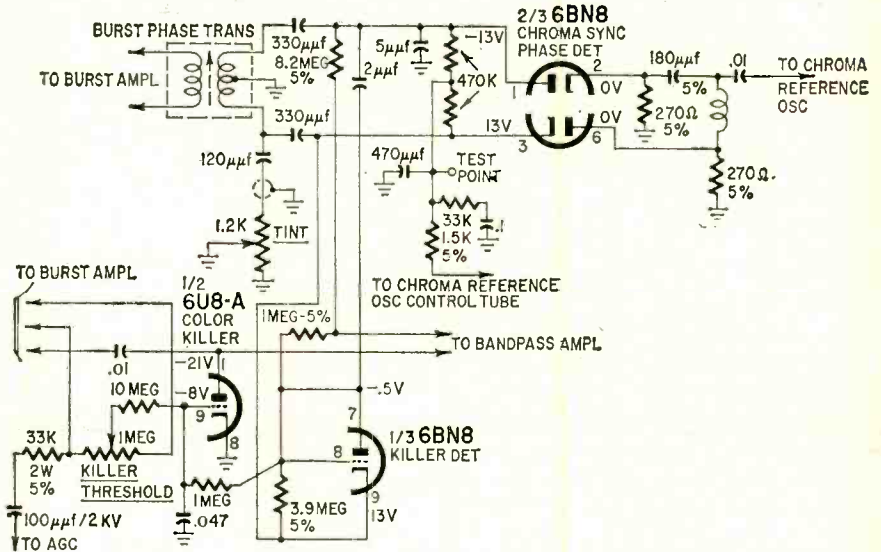 BURST PHASE TRANS
TO BURST AMPL
330µµf
8.2MEG
5%
5µµf
2µµf
-13V
470K
2/3 6BN8
CHROMA SYNC
PHASE DET
1
2
0V
180µµf
5%
.01
TO CHROMA
REFERENCE
OSC
270Ω
5%
330µµf
13V
3
0V
6
270Ω
5%
120µµf
470µµf
TEST
POINT
1.2K
TINT
33K
.1
1.5K
5%
TO CHROMA REFERENCE
OSC CONTROL TUBE
TO BURST AMPL
1/2
6U8-A
COLOR
KILLER
1MEG-5%
TO BANDPASS AMPL
.01
-21V
1
-8V
9
8
10 MEG
-.5V
7
1/3 6BN8
KILLER DET
8
9
13V
33K
2W
5%
1MEG
KILLER
THRESHOLD
1MEG
.047
3.9MEG
5%
100µµf/2KV
TO AGC